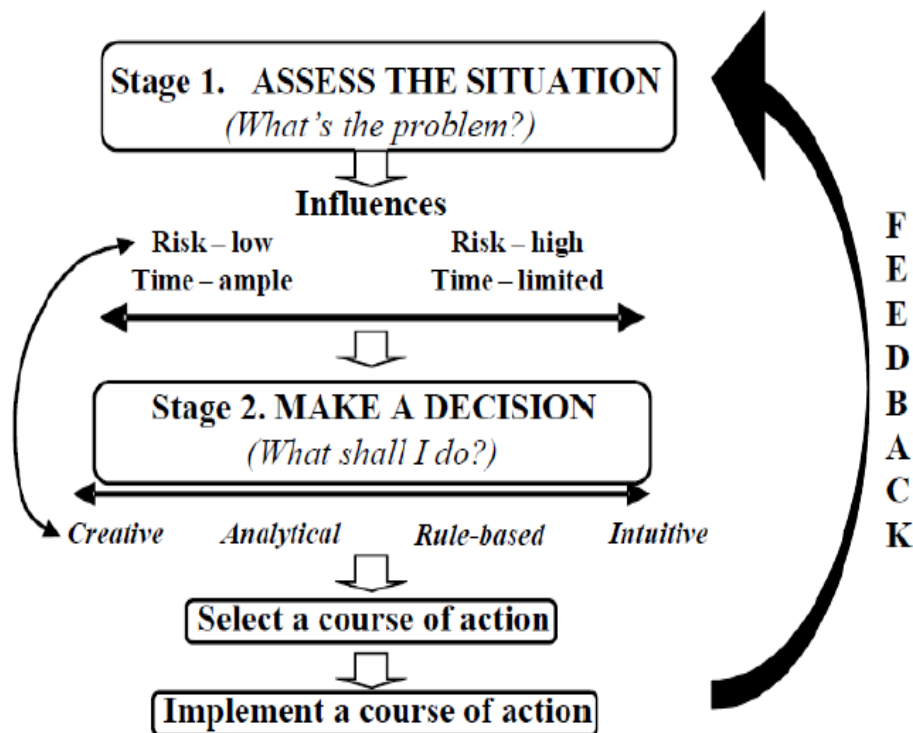 Stage 1. ASSESS THE SITUATION
(What's the problem?)
Influences
Risk – low
Time – ample
Risk – high
Time – limited
Stage 2. MAKE A DECISION
(What shall I do?)
Creative Analytical Rule-based Intuitive
Select a course of action
Implement a course of action
F
E
E
D
B
A
C
K